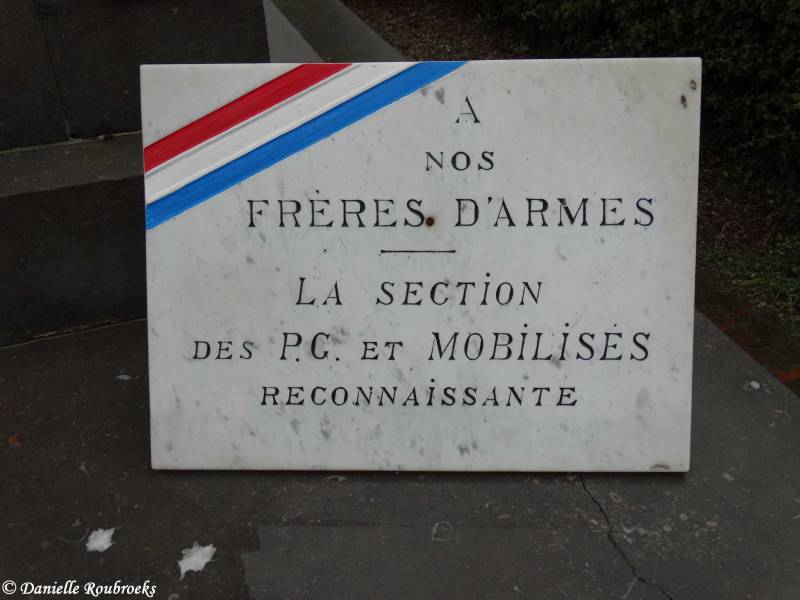 A
NOS
FRÈRES D'ARMES
LA SECTION
DES P.G. ET MOBILISÉS
RECONNAISSANTE
© Danielle Roubroeks